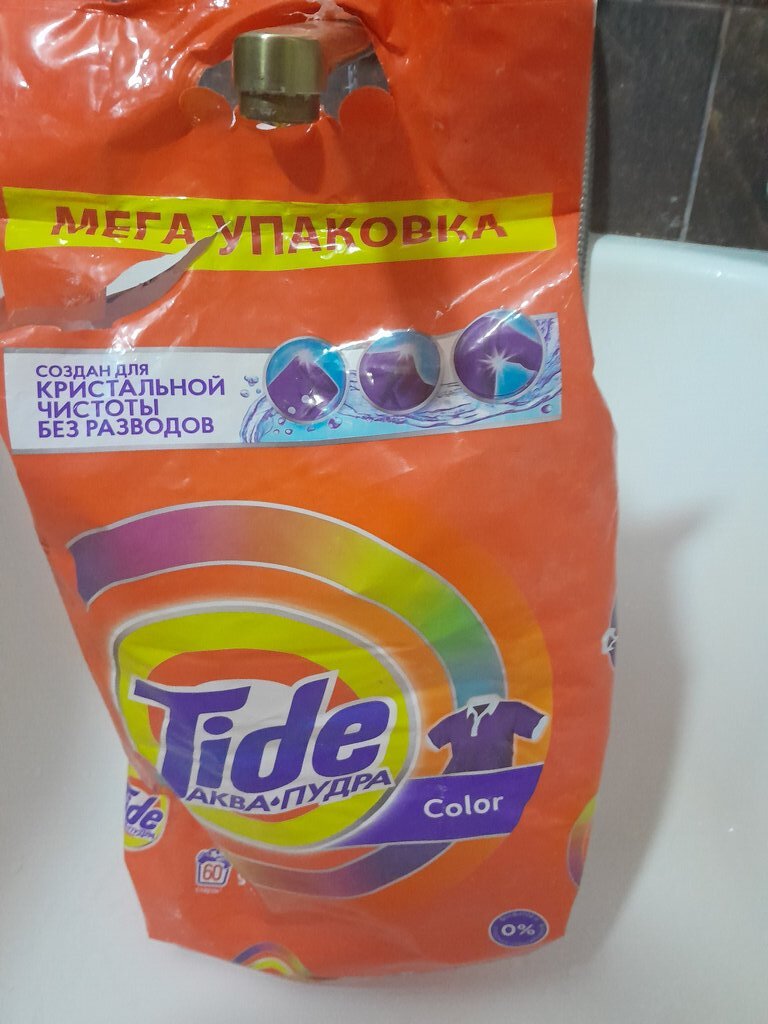 МЕГА УПАКОВКА
СОЗДАН ДЛЯ
КРИСТАЛЬНОЙ
ЧИСТОТЫ
БЕЗ РАЗВОДОВ
Tide
АКВА•ПУДРА
Color
60
0%